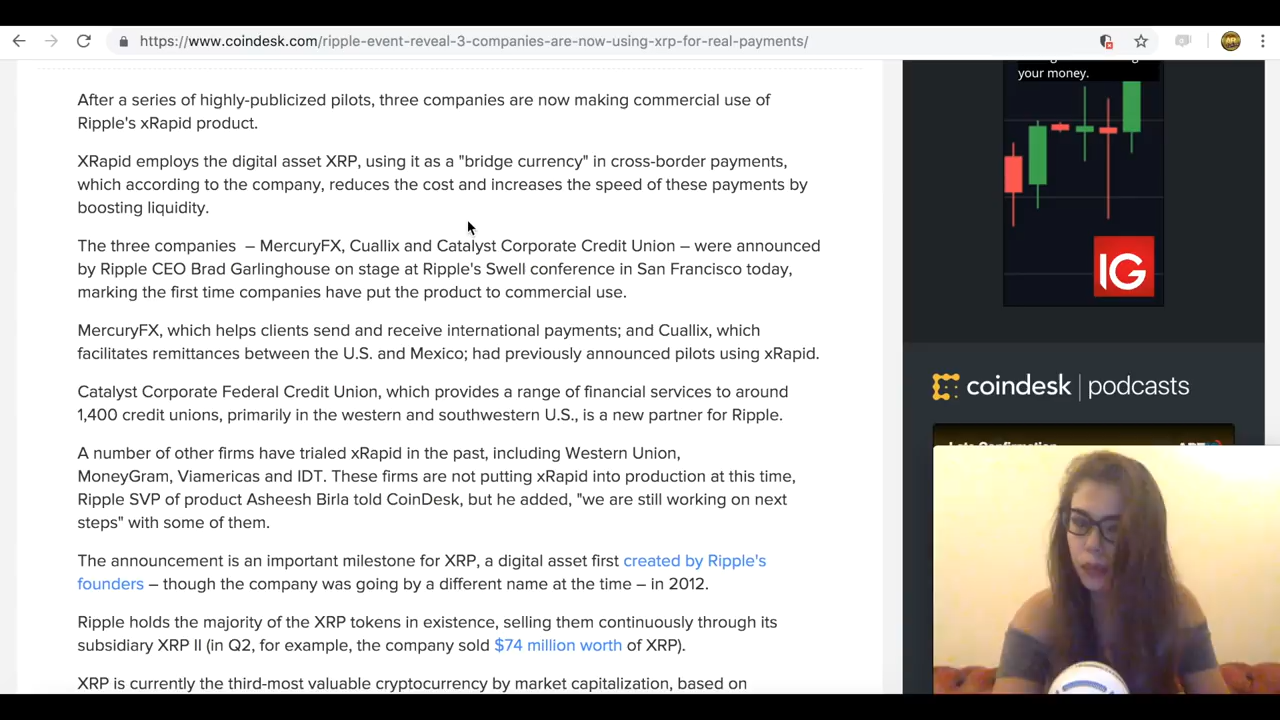 https://www.coindesk.com/ripple-event-reveal-3-companies-are-now-using-xrp-for-real-payments/
your money.
After a series of highly-publicized pilots, three companies are now making commercial use of
Ripple's xRapid product.
XRapid employs the digital asset XRP, using it as a "bridge currency" in cross-border payments,
which according to the company, reduces the cost and increases the speed of these payments by
boosting liquidity.
The three companies – MercuryFX, Cuallix and Catalyst Corporate Credit Union – were announced
by Ripple CEO Brad Garlinghouse on stage at Ripple's Swell conference in San Francisco today,
marking the first time companies have put the product to commercial use.
MercuryFX, which helps clients send and receive international payments; and Cuallix, which
facilitates remittances between the U.S. and Mexico; had previously announced pilots using xRapid.
Catalyst Corporate Federal Credit Union, which provides a range of financial services to around
1,400 credit unions, primarily in the western and southwestern U.S., is a new partner for Ripple.
A number of other firms have trialed xRapid in the past, including Western Union,
MoneyGram, Viamericas and IDT. These firms are not putting xRapid into production at this time,
Ripple SVP of product Asheesh Birla told CoinDesk, but he added, "we are still working on next
steps" with some of them.
The announcement is an important milestone for XRP, a digital asset first created by Ripple's
founders – though the company was going by a different name at the time – in 2012.
Ripple holds the majority of the XRP tokens in existence, selling them continuously through its
subsidiary XRP II (in Q2, for example, the company sold $74 million worth of XRP).
XRP is currently the third-most valuable cryptocurrency by market capitalization, based on
IG
coindesk | podcasts